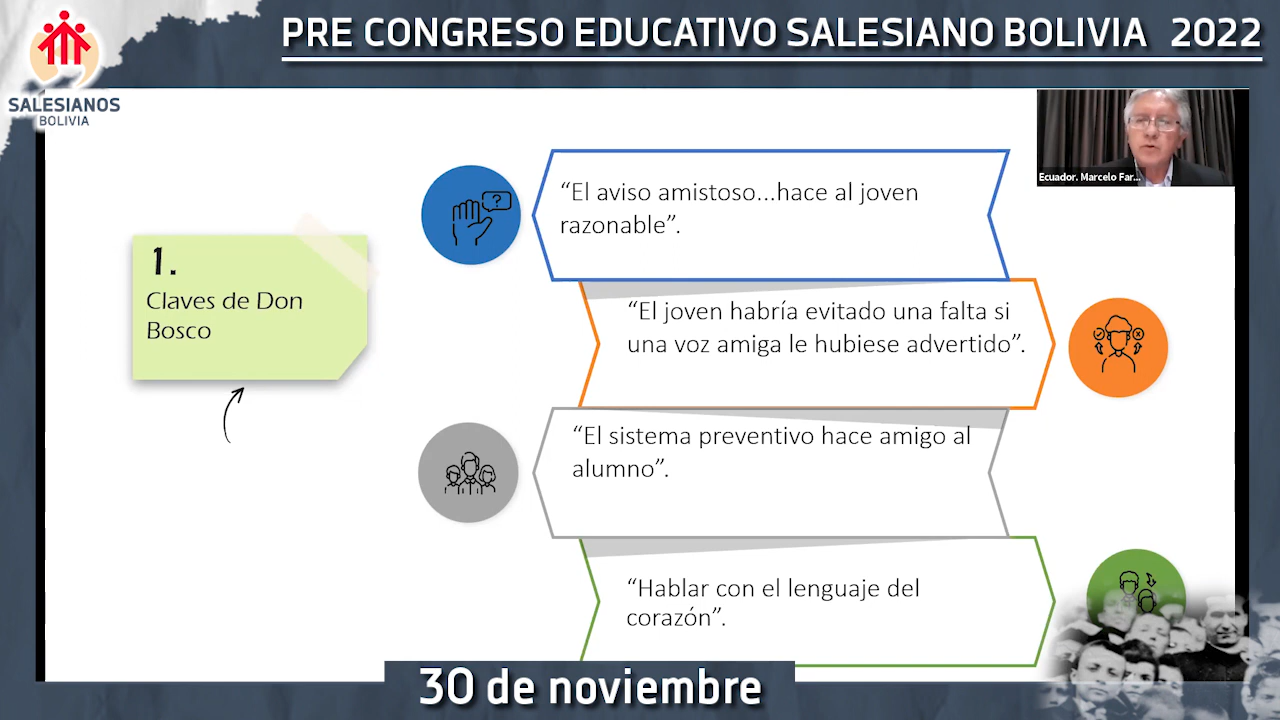 PRE CONGRESO EDUCATIVO SALESIANO BOLIVIA 2022
SALESIANOS
BOLIVIA
Ecuador. Marcelo Far...
1.
Claves de Don
Bosco
?
“El aviso amistoso...hace al joven
razonable”.
“El joven habría evitado una falta si
una voz amiga le hubiese advertido”.
“El sistema preventivo hace amigo al
alumno”.
“Hablar con el lenguaje del
corazón”.
30 de noviembre